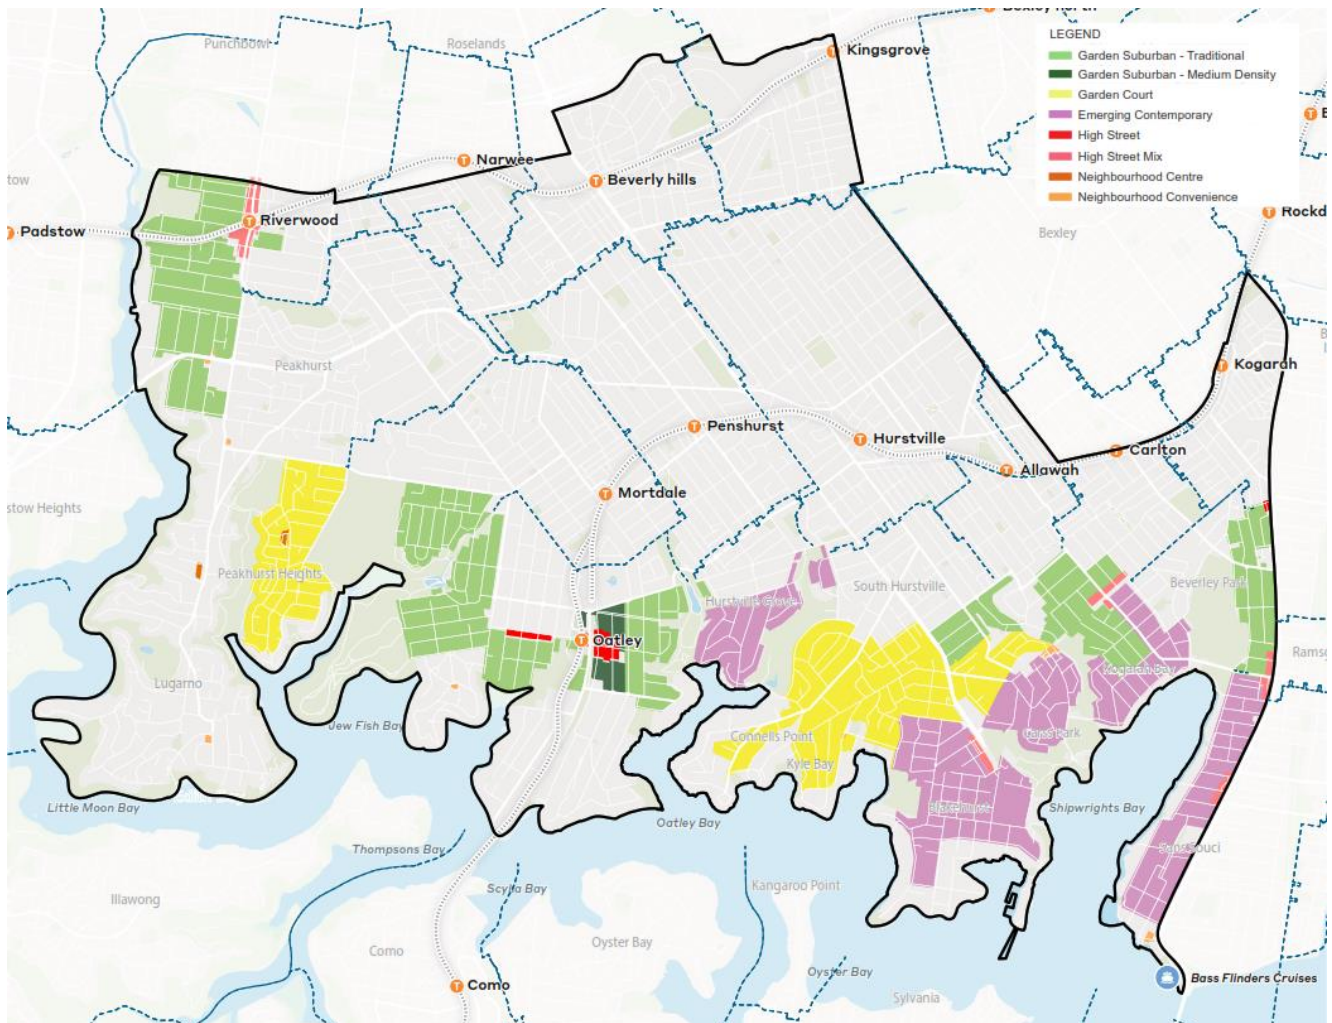 Bexley north
Punchbowl
Roselands
Kingsgrove
LEGEND
Garden Suburban - Traditional
Garden Suburban - Medium Density
Garden Court
Emerging Contemporary
High Street
High Street Mix
Neighbourhood Centre
Neighbourhood Convenience
B
Narwee
Beverly hills
tow
Riverwood
Padstow
Rockd
Bexley
B
Peakhurst
Kogarah
Penshurst
Hurstville
Carlton
Allawah
Mortdale
stow Heights
Peakhurst Heights
Hurstville Grove
South Hurstville
Beverley Park
Oatley
Ramsg
Kogarah Bay
Lugarno
Jew Fish Bay
Connells Point
Carss Park
Kyle Bay
Little Moon Bay
Blakehurst
Shipwrights Bay
Oatley Bay
Thompsons Bay
Sans Souci
Scylla Bay
Kangaroo Point
Illawong
Como
Oyster Bay
Oyster Bay
Como
Sylvania
Bass Flinders Cruises